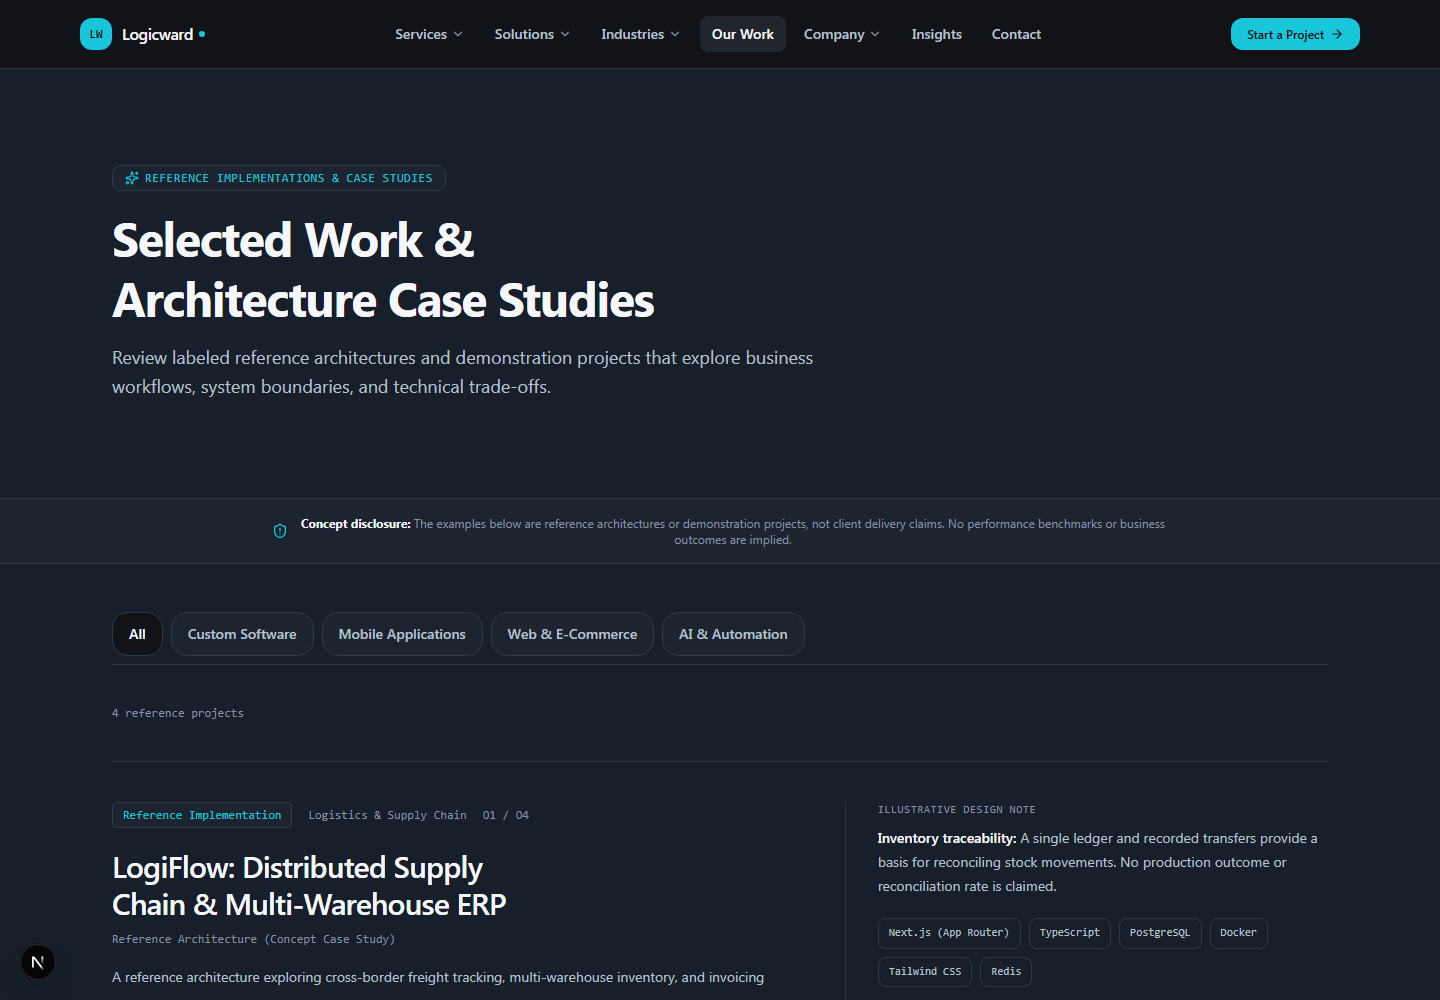 LW Logicward
Services Solutions Industries Our Work Company Insights Contact
Start a Project
REFERENCE IMPLEMENTATIONS & CASE STUDIES
Selected Work &
Architecture Case Studies
Review labeled reference architectures and demonstration projects that explore business
workflows, system boundaries, and technical trade-offs.
Concept disclosure: The examples below are reference architectures or demonstration projects, not client delivery claims. No performance benchmarks or business
outcomes are implied.
All Custom Software Mobile Applications Web & E-Commerce AI & Automation
4 reference projects
Reference Implementation Logistics & Supply Chain 01 / 04
LogiFlow: Distributed Supply
Chain & Multi-Warehouse ERP
Reference Architecture (Concept Case Study)
A reference architecture exploring cross-border freight tracking, multi-warehouse inventory, and invoicing
ILLUSTRATIVE DESIGN NOTE
Inventory traceability: A single ledger and recorded transfers provide a
basis for reconciling stock movements. No production outcome or
reconciliation rate is claimed.
Next.js (App Router) TypeScript PostgreSQL Docker
Tailwind CSS Redis
N